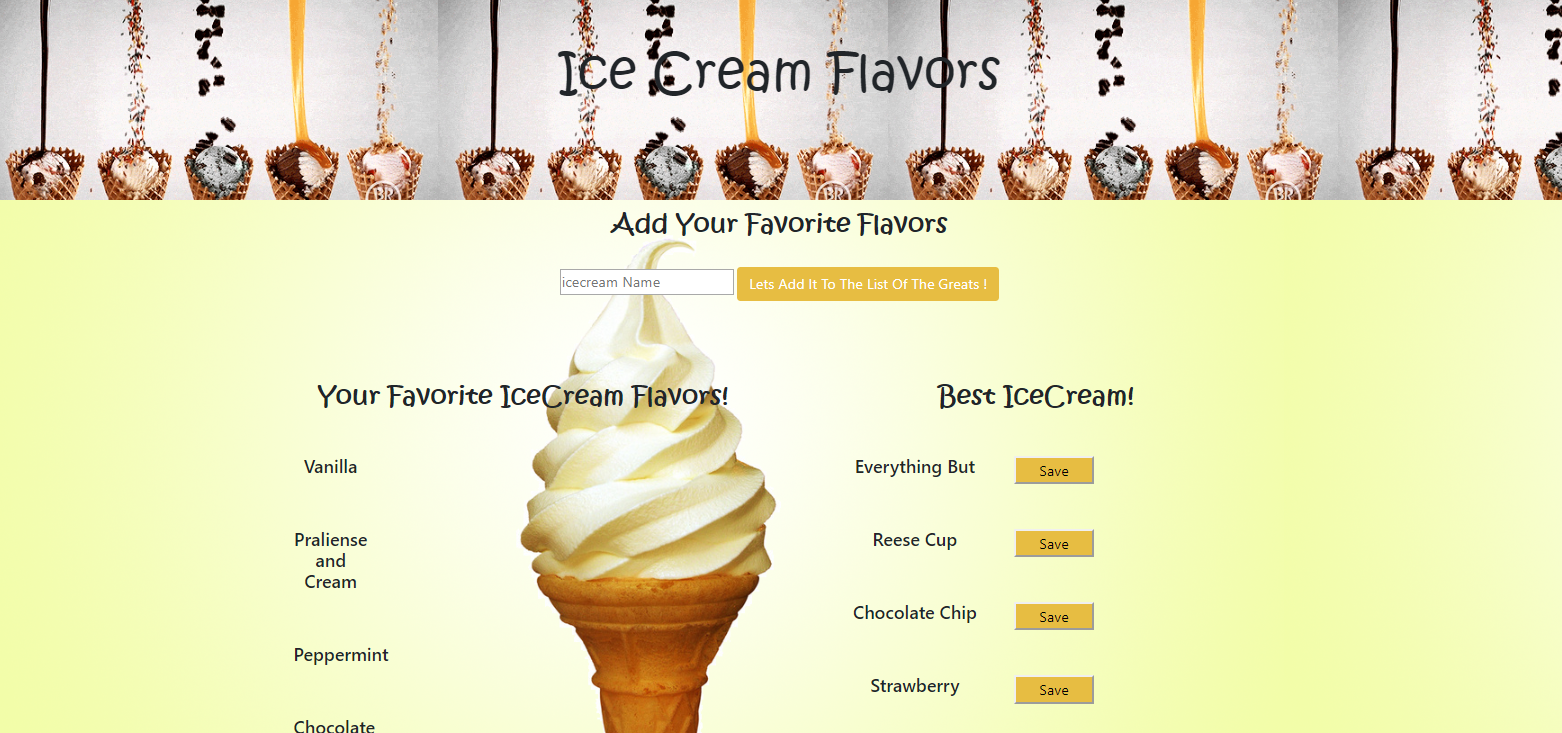 Ice Cream Flavors
Add Your Favorite Flavors
icecream Name
Lets Add It To The List Of The Greats !
Your Favorite IceCream Flavors!
Best IceCream!
Vanilla
Everything But
Save
Praliense
and
Cream
Reese Cup
Save
Chocolate Chip
Save
Peppermint
Strawberry
Save
Chocolate
BR